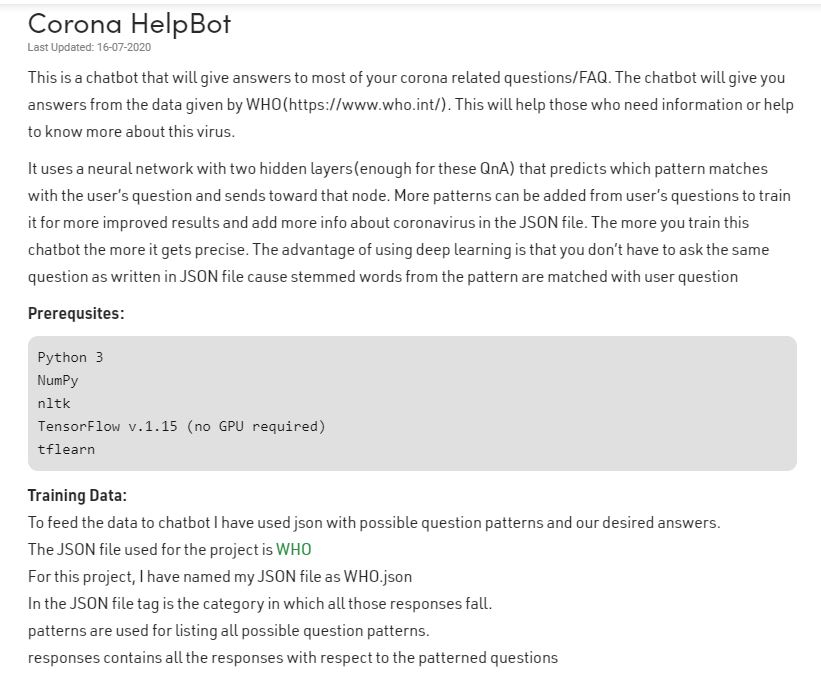 Corona HelpBot
Last Updated: 16-07-2020
This is a chatbot that will give answers to most of your corona related questions/FAQ. The chatbot will give you
answers from the data given by WHO(https://www.who.int/). This will help those who need information or help
to know more about this virus.
It uses a neural network with two hidden layers(enough for these QnA) that predicts which pattern matches
with the user's question and sends toward that node. More patterns can be added from user's questions to train
it for more improved results and add more info about coronavirus in the JSON file. The more you train this
chatbot the more it gets precise. The advantage of using deep learning is that you don't have to ask the same
question as written in JSON file cause stemmed words from the pattern are matched with user question
Prerequsites:
Python 3
NumPy
nltk
TensorFlow v.1.15 (no GPU required)
tflearn
Training Data:
To feed the data to chatbot I have used json with possible question patterns and our desired answers.
The JSON file used for the project is WHO
For this project, I have named my JSON file as WHO.json
In the JSON file tag is the category in which all those responses fall.
patterns are used for listing all possible question patterns.
responses contains all the responses with respect to the patterned questions